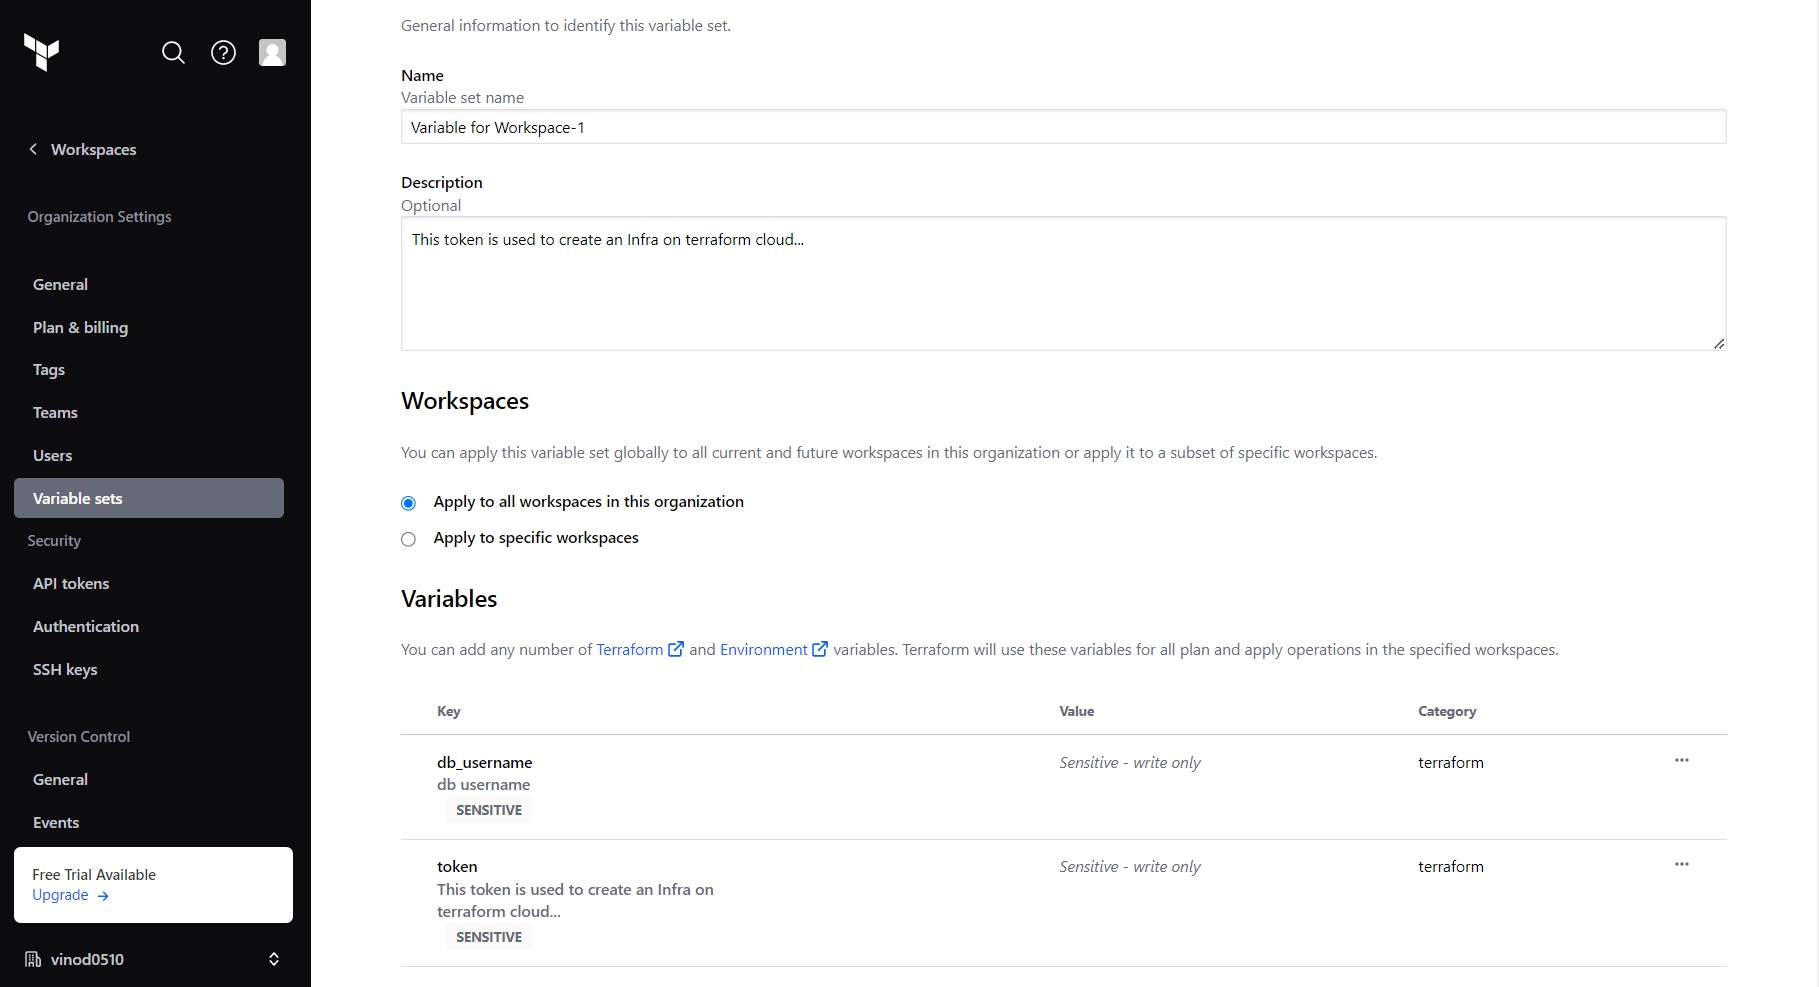 Workspaces
Organization Settings
General
Plan & billing
Tags
Teams
Users
Variable sets
Security
API tokens
Authentication
SSH keys
Version Control
General
Events
Free Trial Available
Upgrade →
vinod0510
General information to identify this variable set.
Name
Variable set name
Variable for Workspace-1
Description
Optional
This token is used to create an Infra on terraform cloud...
Workspaces
You can apply this variable set globally to all current and future workspaces in this organization or apply it to a subset of specific workspaces.
Apply to all workspaces in this organization
Apply to specific workspaces
Variables
You can add any number of Terraform and Environment variables. Terraform will use these variables for all plan and apply operations in the specified workspaces.
Key Value Category
db_username Sensitive - write only terraform ...
db username
SENSITIVE
token Sensitive - write only terraform ...
This token is used to create an Infra on
terraform cloud...
SENSITIVE